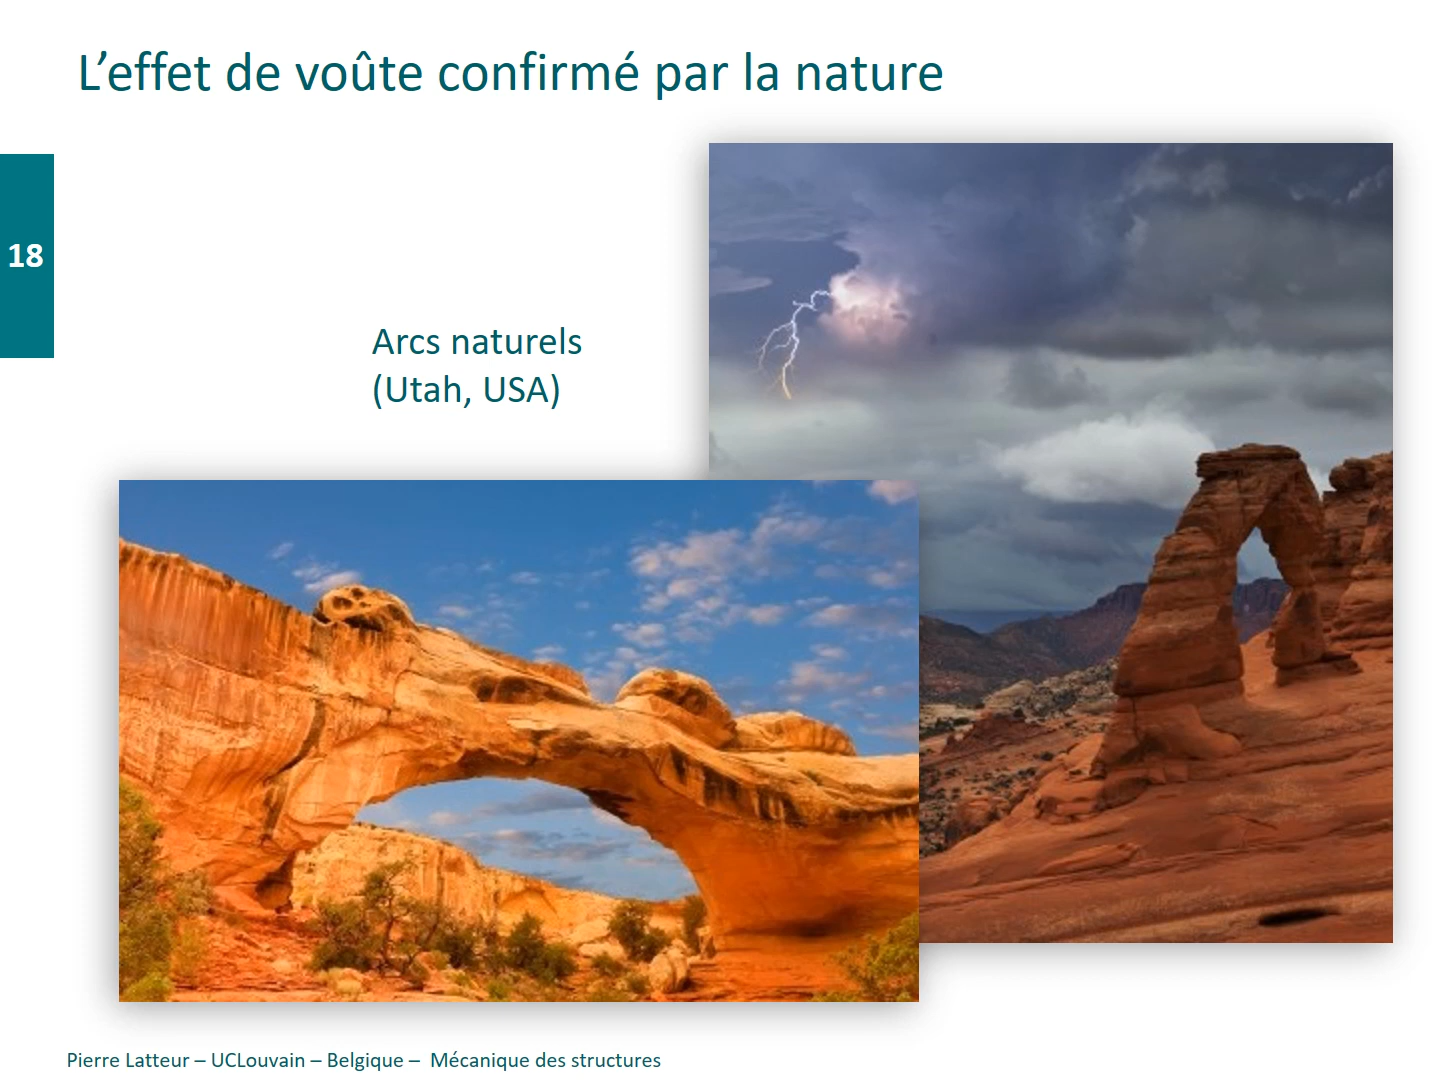 L’effet de voûte confirmé par la nature
18
Arcs naturels
(Utah, USA)
Pierre Latteur – UCLouvain – Belgique – Mécanique des structures